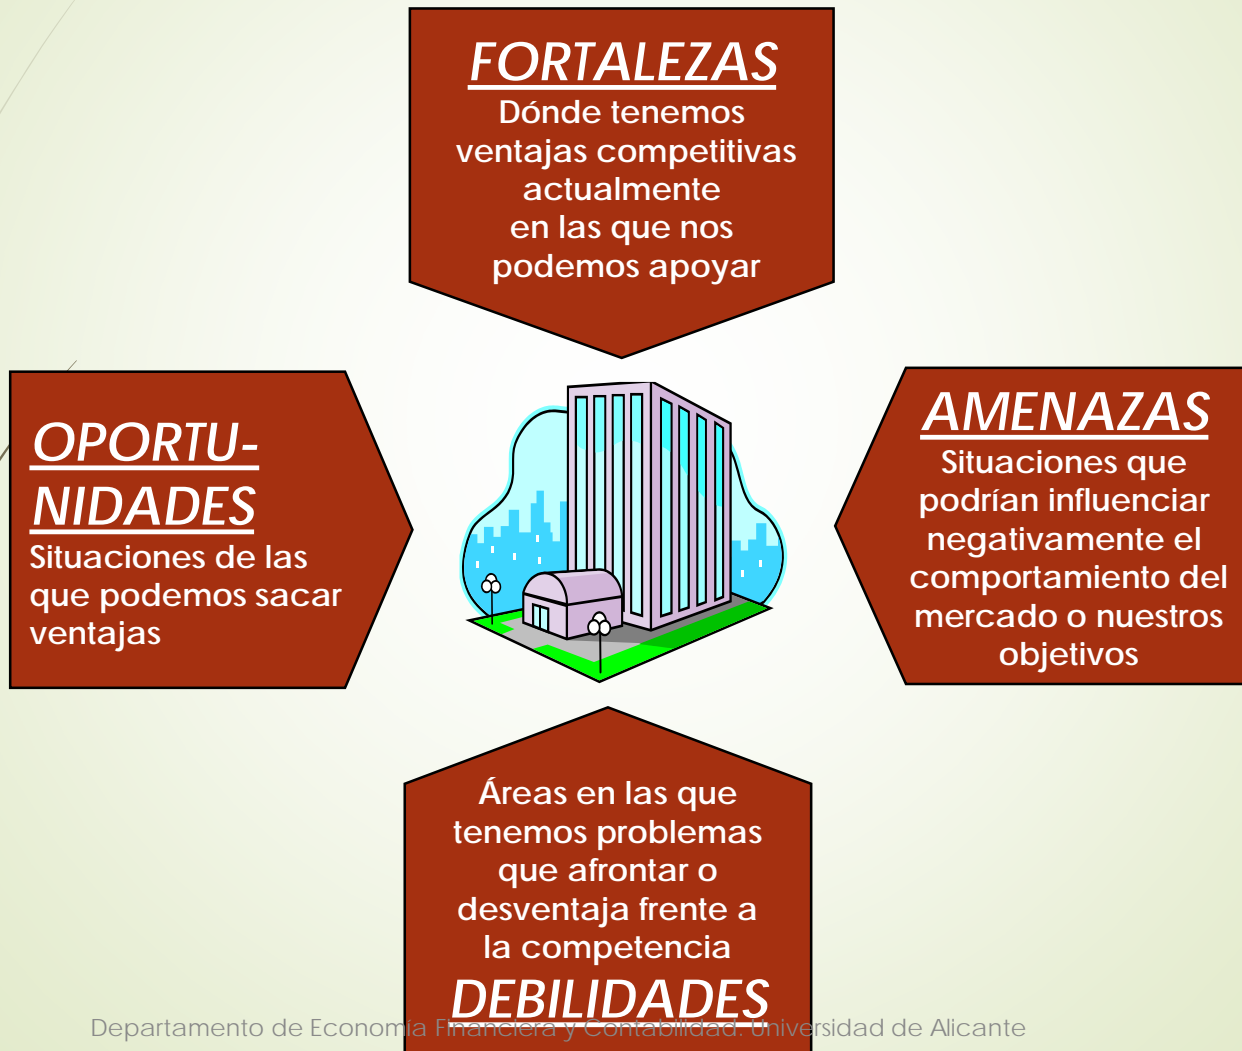 FORTALEZAS
Dónde tenemos
ventajas competitivas
actualmente
en las que nos
podemos apoyar
OPORTU-
NIDADES
Situaciones de las
que podemos sacar
ventajas
AMENAZAS
Situaciones que
podrían influenciar
negativamente el
comportamiento del
mercado o nuestros
objetivos
Áreas en las que
tenemos problemas
que afrontar o
desventaja frente a
la competencia
DEBILIDADES
Departamento de Economía Financiera y Contabilidad. Universidad de Alicante